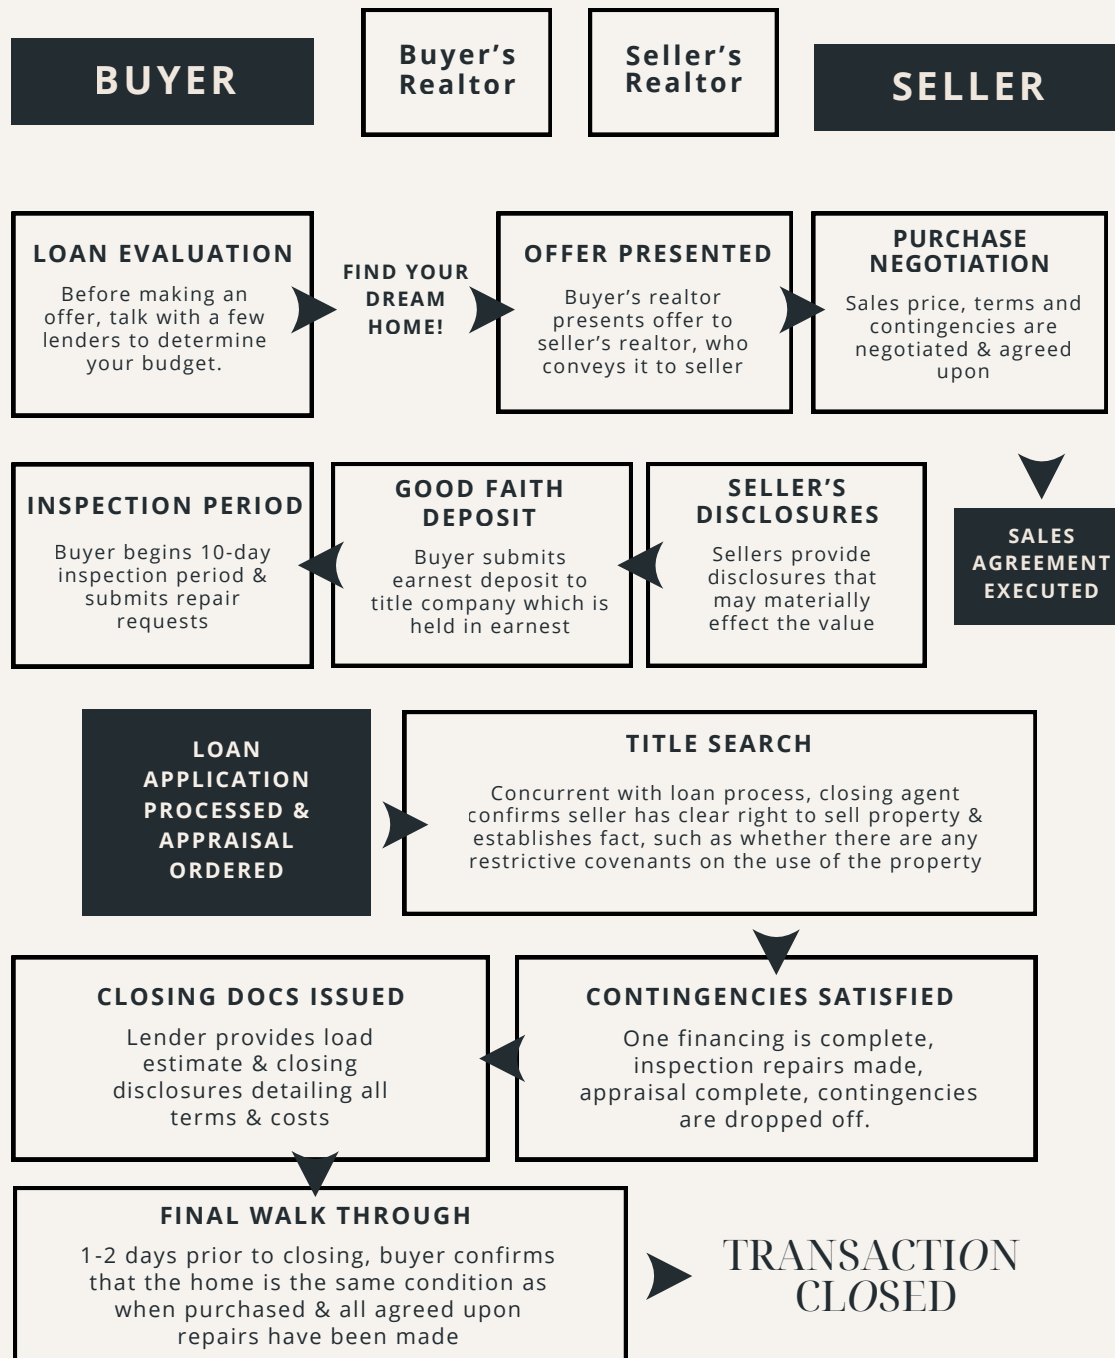 BUYER
Buyer's
Realtor
Seller's
Realtor
SELLER
LOAN EVALUATION
Before making an
offer, talk with a few
lenders to determine
your budget.
FIND YOUR
DREAM
HOME!
OFFER PRESENTED
Buyer's realtor
presents offer to
seller's realtor, who
conveys it to seller
PURCHASE
NEGOTIATION
Sales price, terms and
contingencies are
negotiated & agreed
upon
SALES
AGREEMENT
EXECUTED
SELLER'S
DISCLOSURES
Sellers provide
disclosures that
may materially
effect the value
GOOD FAITH
DEPOSIT
Buyer submits
earnest deposit to
title company which is
held in earnest
INSPECTION PERIOD
Buyer begins 10-day
inspection period &
submits repair
requests
LOAN
APPLICATION
PROCESSED &
APPRAISAL
ORDERED
TITLE SEARCH
Concurrent with loan process, closing agent
confirms seller has clear right to sell property &
establishes fact, such as whether there are any
restrictive covenants on the use of the property
CONTINGENCIES SATISFIED
One financing is complete,
inspection repairs made,
appraisal complete, contingencies
are dropped off.
CLOSING DOCS ISSUED
Lender provides load
estimate & closing
disclosures detailing all
terms & costs
FINAL WALK THROUGH
1-2 days prior to closing, buyer confirms
that the home is the same condition as
when purchased & all agreed upon
repairs have been made
TRANSACTION
CLOSED